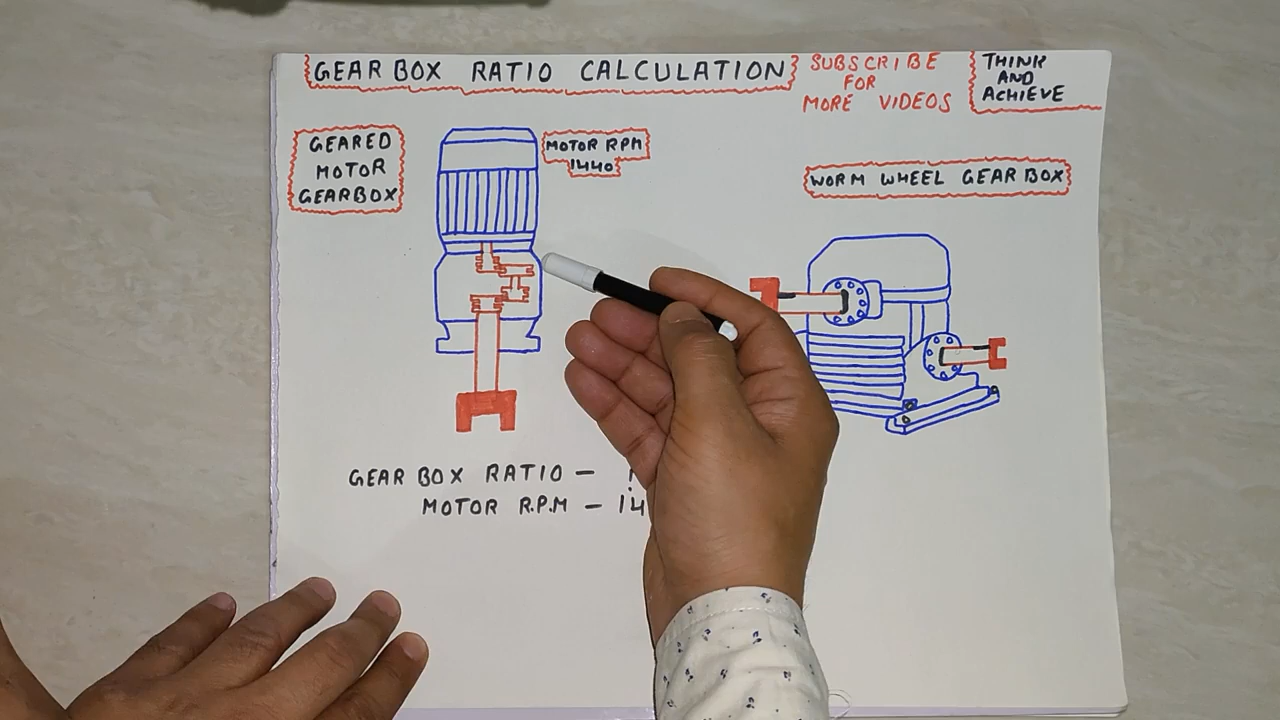 GEAR BOX RATIO CALCULATION
SUBSCRIBE
FOR
MORE VIDEOS
THINK
AND
ACHIEVE
GEARED
MOTOR
GEARBOX
MOTOR RPM
1440
WORM WHEEL GEAR BOX
GEAR BOX RATIO –
MOTOR R.P.M – 14